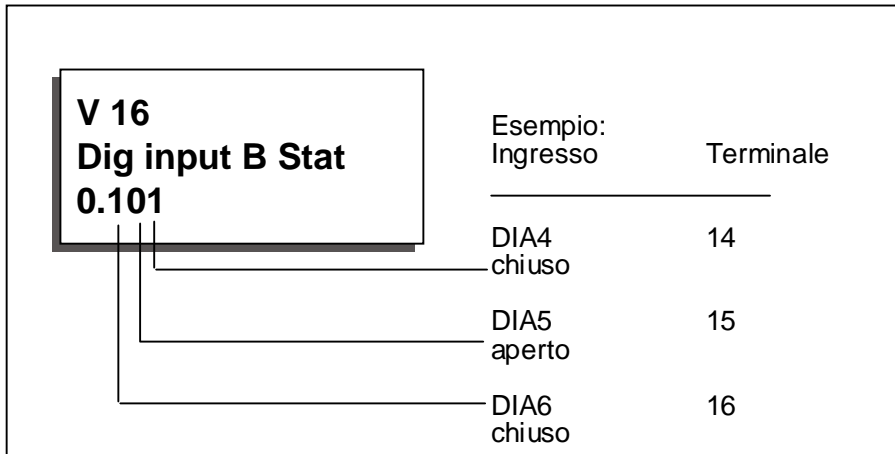 V 16
Dig input B Stat
0.101
Esempio:
Ingresso Terminale
DIA4 14
chiuso
DIA5 15
aperto
DIA6 16
chiuso